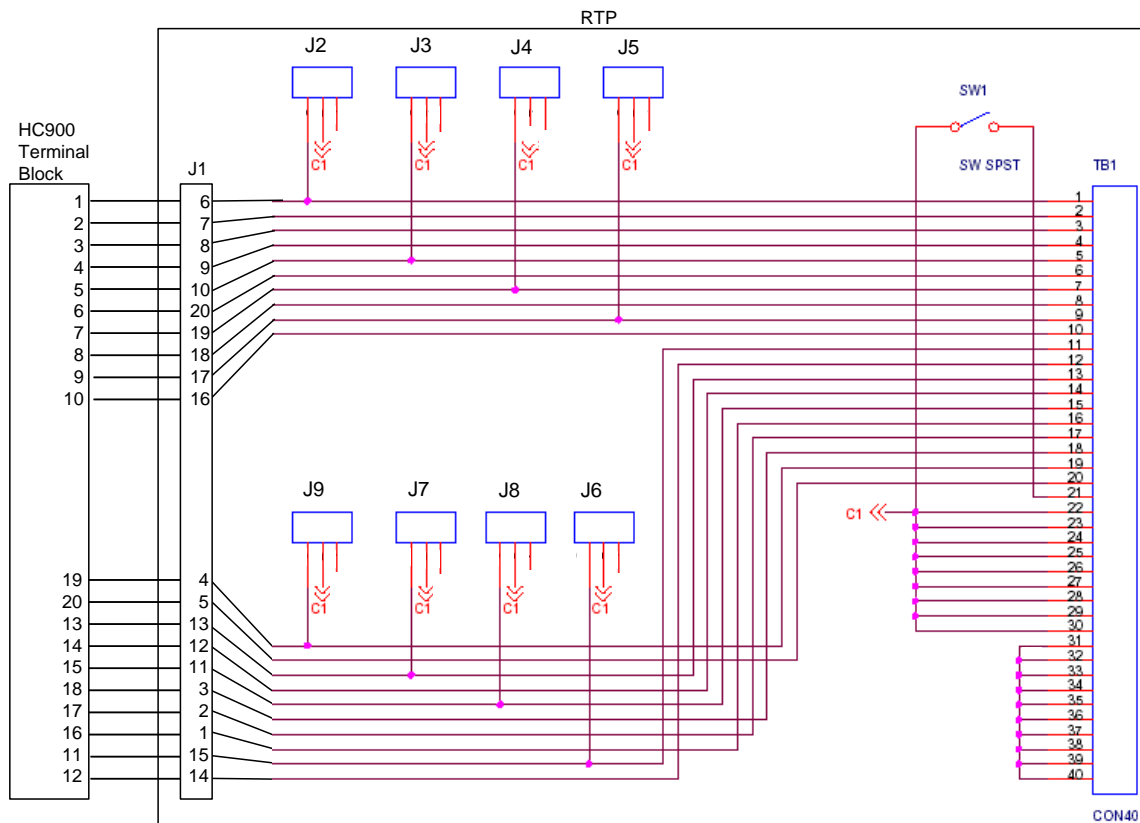 RTP
J2
J3
J4
J5
SW1
HC900
Terminal
Block
J1
C1
C1
C1
C1
SW SPST
TB1
1 6 1
2 7 2
3 8 3
4 9 4
5 10 5
6 20 6
7 19 7
8 18 8
9 17 9
10 16 10
11
12
13
14
15
16
17
18
19
20
21
J9
J7
J8
J6
C1
22
23
24
25
26
27
28
29
30
C1
C1
C1
C1
19 4
20 5
13 13
14 12
15 11
18 3
17 2
16 1
11 15
12 14
31
32
33
34
35
36
37
38
39
40
CON40